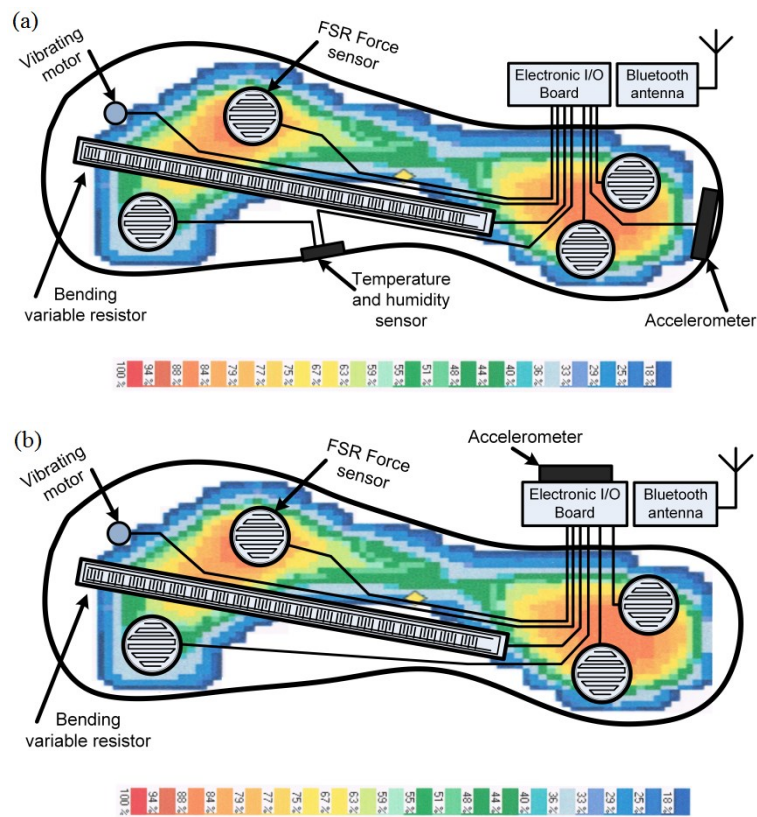 (a)
FSR Force
sensor
Vibrating
motor
Electronic I/O
Board
Bluetooth
antenna
Bending
variable resistor
Temperature
and humidity
sensor
Accelerometer
100 %
94 %
88 %
84 %
79 %
77 %
75 %
67 %
63 %
59 %
55 %
51 %
48 %
44 %
40 %
36 %
33 %
29 %
25 %
18 %
(b)
Accelerometer
FSR Force
sensor
Vibrating
motor
Electronic I/O
Board
Bluetooth
antenna
Bending
variable resistor
100 %
94 %
88 %
84 %
79 %
77 %
75 %
67 %
63 %
59 %
55 %
51 %
48 %
44 %
40 %
36 %
33 %
29 %
25 %
18 %